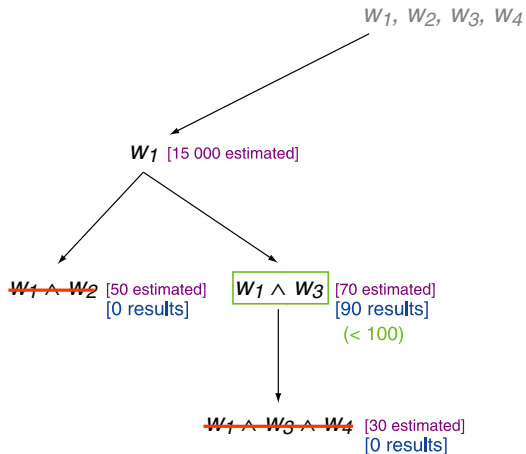 w1, w2, w3, w4
w1 [15 000 estimated]
w1 ∧ w2 [50 estimated]
[0 results]
w1 ∧ w3 [70 estimated]
[90 results]
(< 100)
w1 ∧ w3 ∧ w4 [30 estimated]
[0 results]